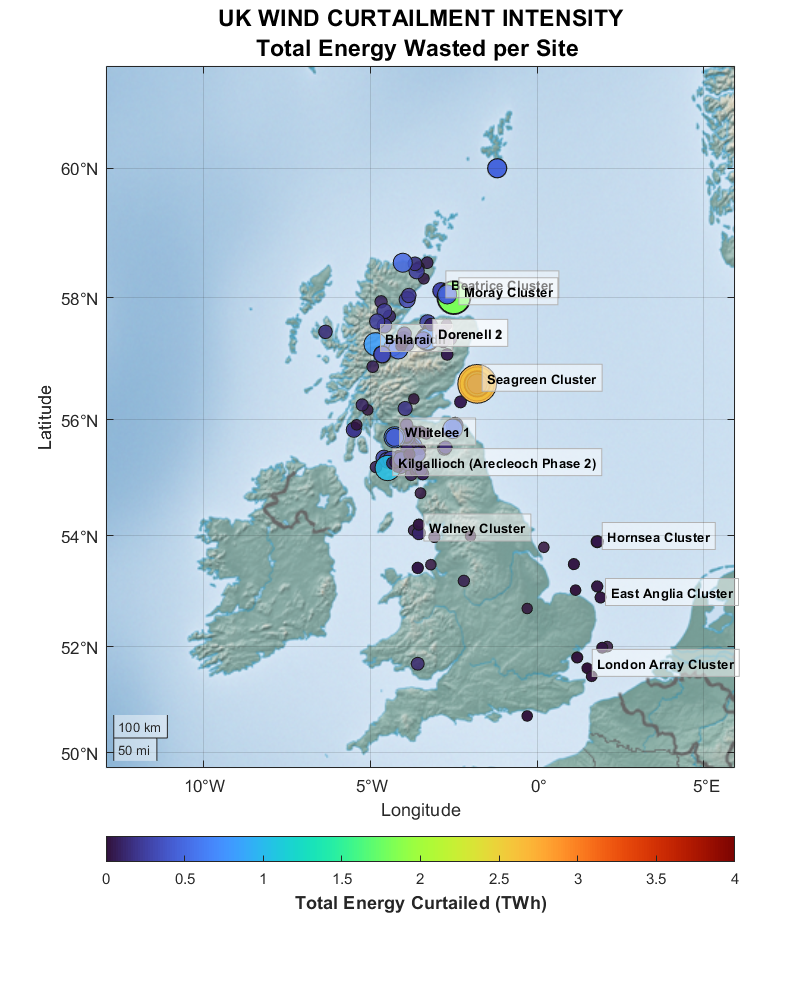 UK WIND CURTAILMENT INTENSITY
Total Energy Wasted per Site
60°N
58°N
56°N
54°N
52°N
50°N
Latitude
Beatrice Cluster
Moray Cluster
Dorenell 2
Seagreen Cluster
Whitelee 1
Kilgallioch (Arecleoch Phase 2)
Walney Cluster
Hornsea Cluster
East Anglia Cluster
London Array Cluster
100 km
50 mi
10°W
5°W
0°
5°E
Longitude
0
0.5
1
1.5
2
2.5
3
3.5
4
Total Energy Curtailed (TWh)